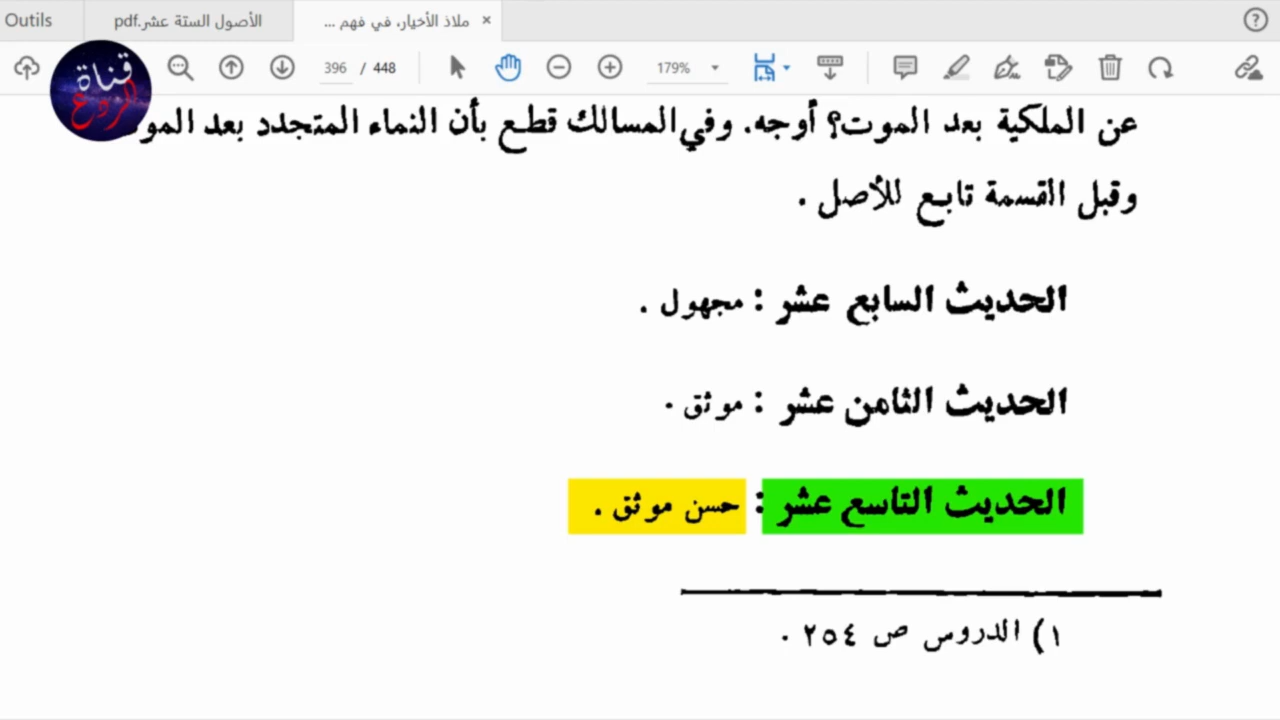 Outils
الأصول الستة عشر.pdf
ملاذ الأخيار، في فهم ... ×
?
396 / 448
179%
قناة
الردع
عن الملكية بعد الموت؟ أوجه. وفي المسالك قطع بأن النماء المتجدد بعد
وقبل القسمة تابع للأصل .
الحديث السابع عشر : مجهول .
الحديث الثامن عشر : موثق .
الحديث التاسع عشر : حسن موثق .
١) الدروس ص ٢٥٤ .